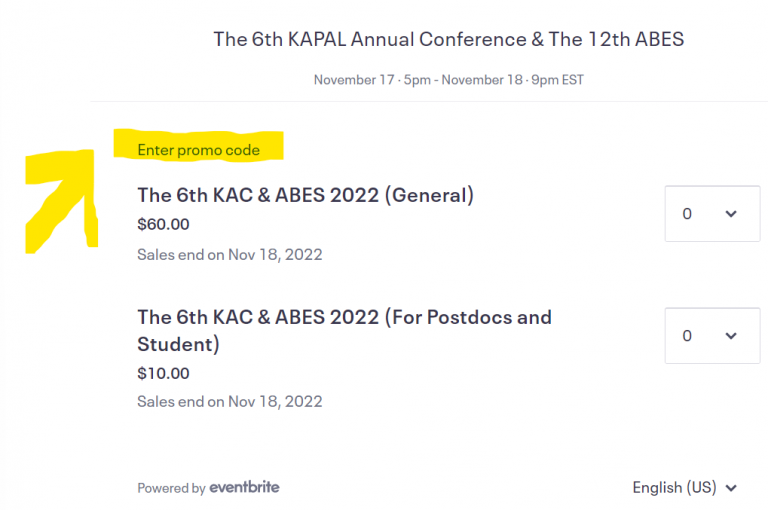 The 6th KAPAL Annual Conference & The 12th ABES
November 17 · 5pm - November 18 · 9pm EST
Enter promo code
The 6th KAC & ABES 2022 (General)
$60.00
Sales end on Nov 18, 2022
0
The 6th KAC & ABES 2022 (For Postdocs and
Student)
$10.00
Sales end on Nov 18, 2022
0
Powered by eventbrite
English (US)